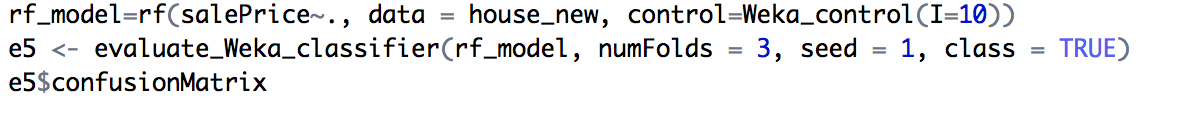 rf_model=rf(salePrice~., data = house_new, control=Weka_control(I=10))
e5 <- evaluate_Weka_classifier(rf_model, numFolds = 3, seed = 1, class = TRUE)
e5$confusionMatrix